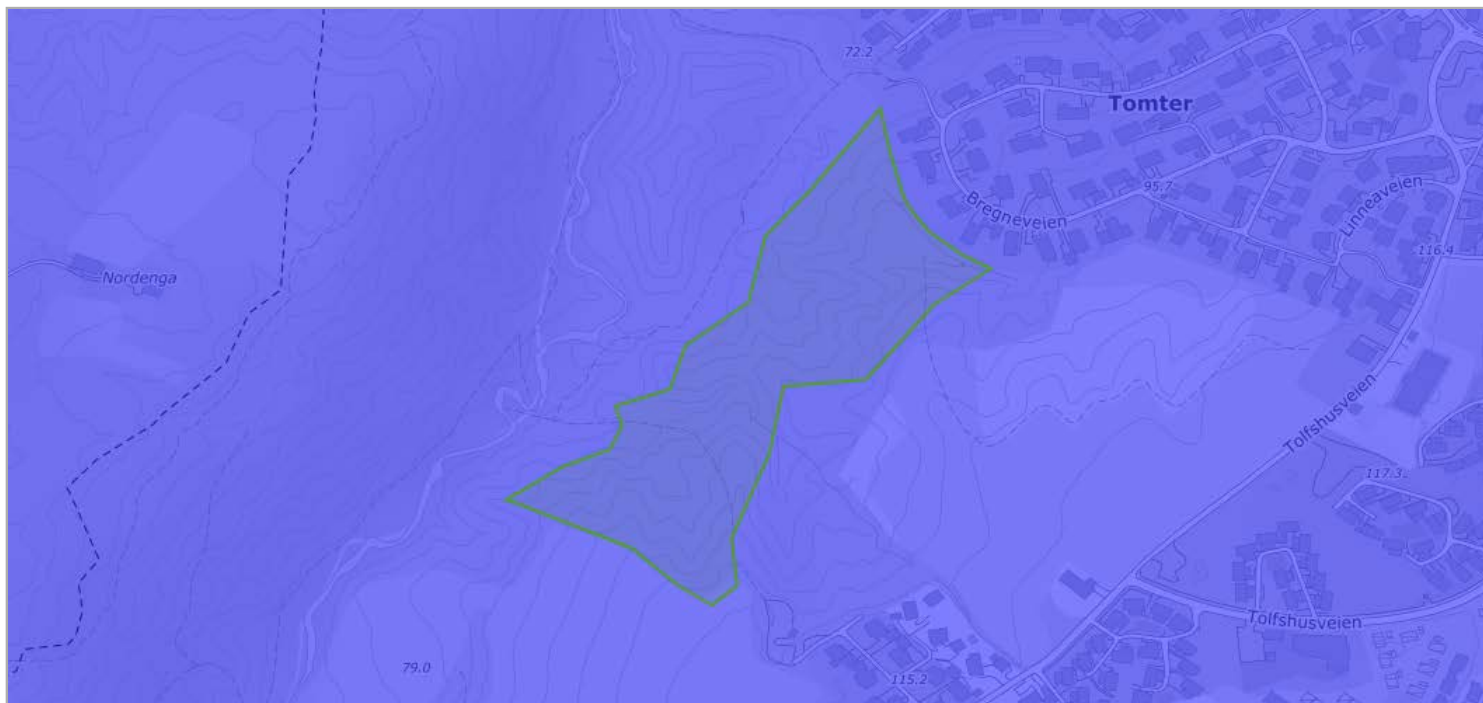 72.2
Tomter
95.7
Linneaveien
Bregneveien
116.4
Nordenga
Tolfshusveien
117.3
Tolfshusveien
79.0
115.2